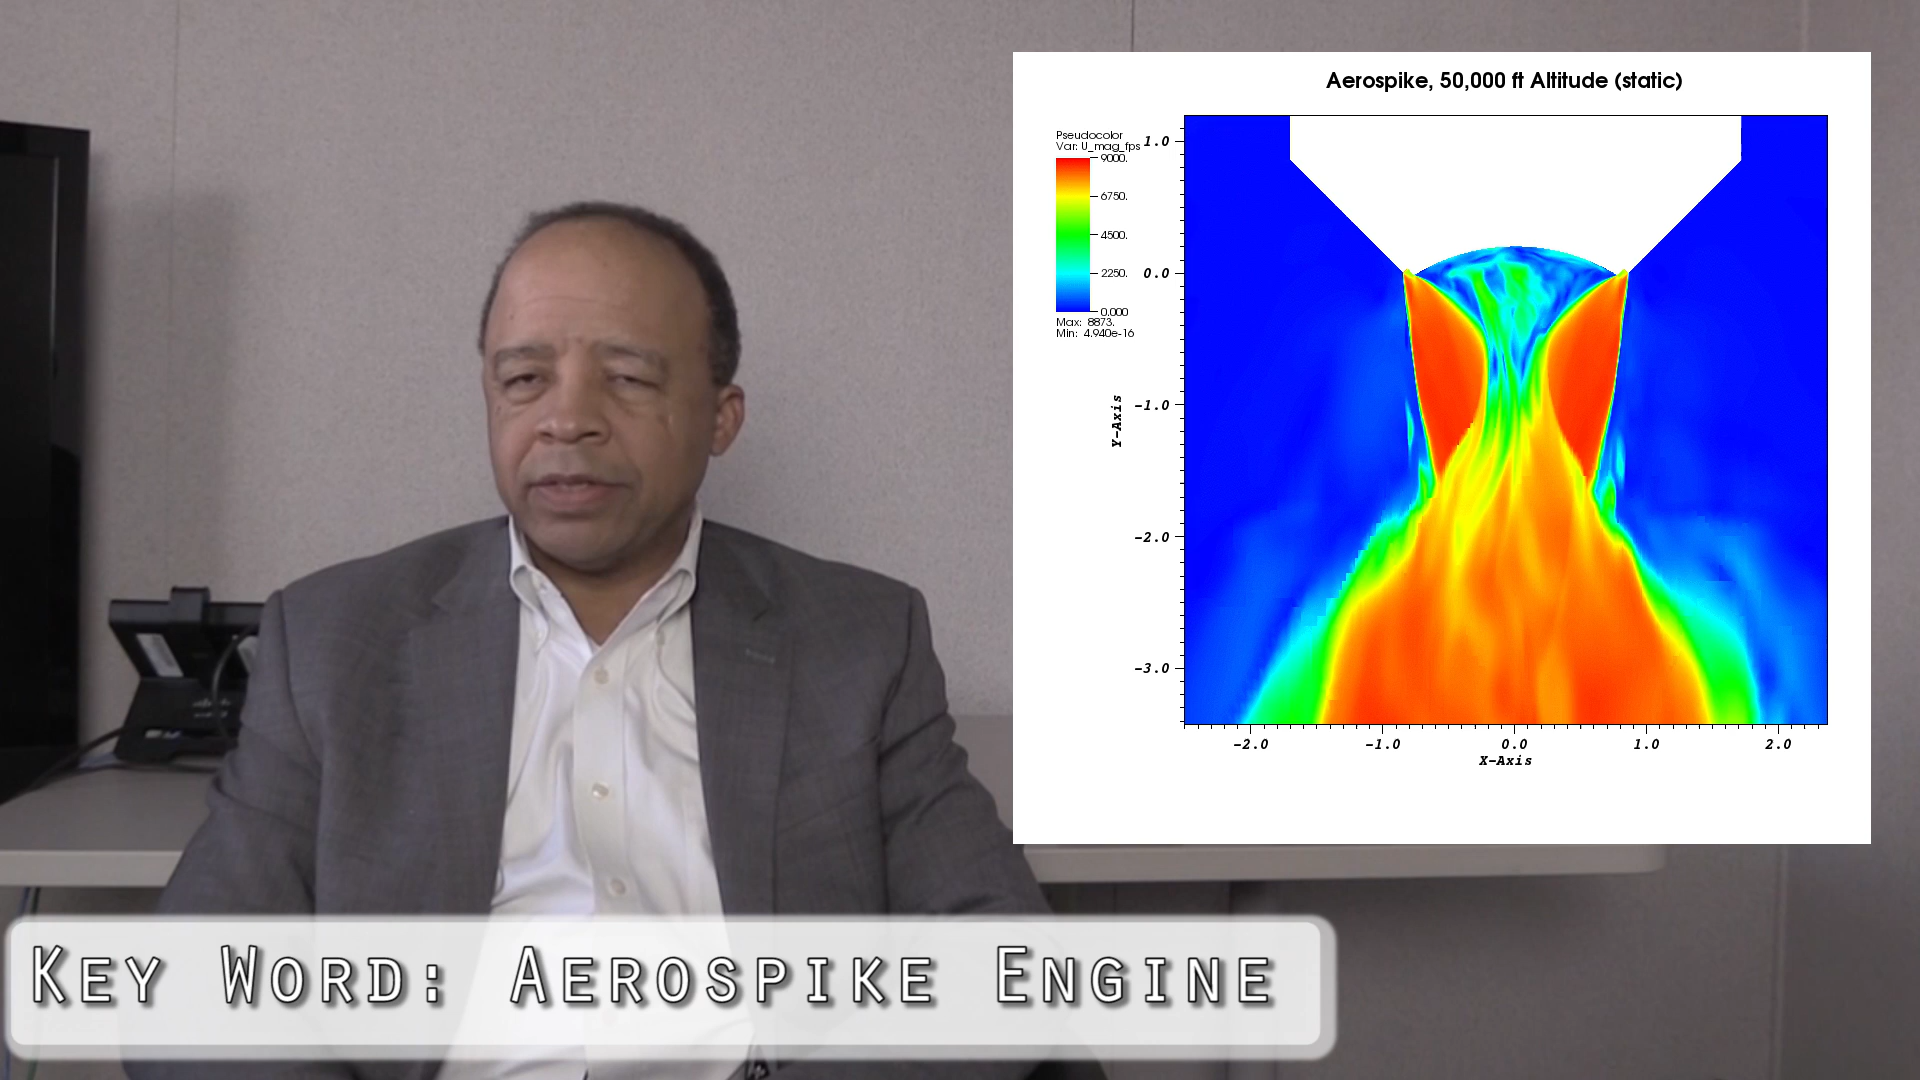 Aerospike, 50,000 ft Altitude (static)
Pseudocolor
Var: U_mag_fps
9000.
6750.
4500.
2250.
0.000
Max: 8873.
Min: 4.940e-16
1.0
0.0
-1.0
-2.0
-3.0
Y-Axis
-2.0 -1.0 0.0 1.0 2.0
X-Axis
KEY WORD: AEROSPIKE ENGINE